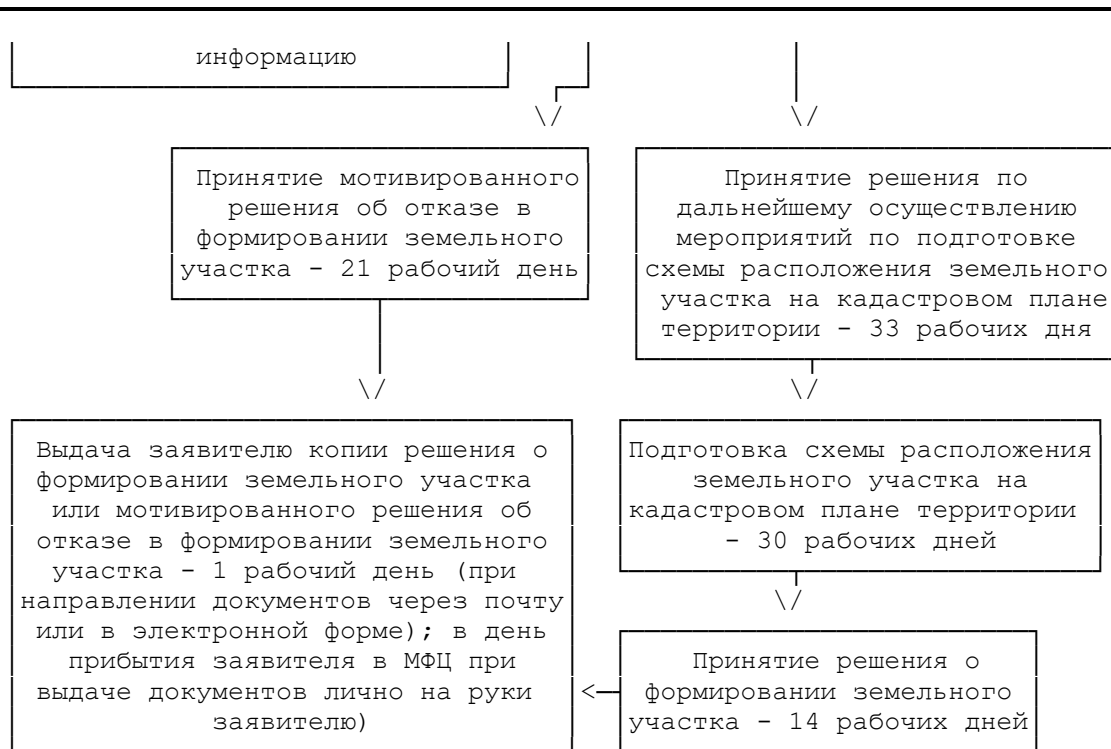 информацию
Принятие мотивированного
решения об отказе в
формировании земельного
участка - 21 рабочий день
Принятие решения по
дальнейшему осуществлению
мероприятий по подготовке
схемы расположения земельного
участка на кадастровом плане
территории - 33 рабочих дня
Выдача заявителю копии решения о
формировании земельного участка
или мотивированного решения об
отказе в формировании земельного
участка - 1 рабочий день (при
направлении документов через почту
или в электронной форме); в день
прибытия заявителя в МФЦ при
выдаче документов лично на руки
заявителю)
Подготовка схемы расположения
земельного участка на
кадастровом плане территории
- 30 рабочих дней
Принятие решения о
формировании земельного
участка - 14 рабочих дней